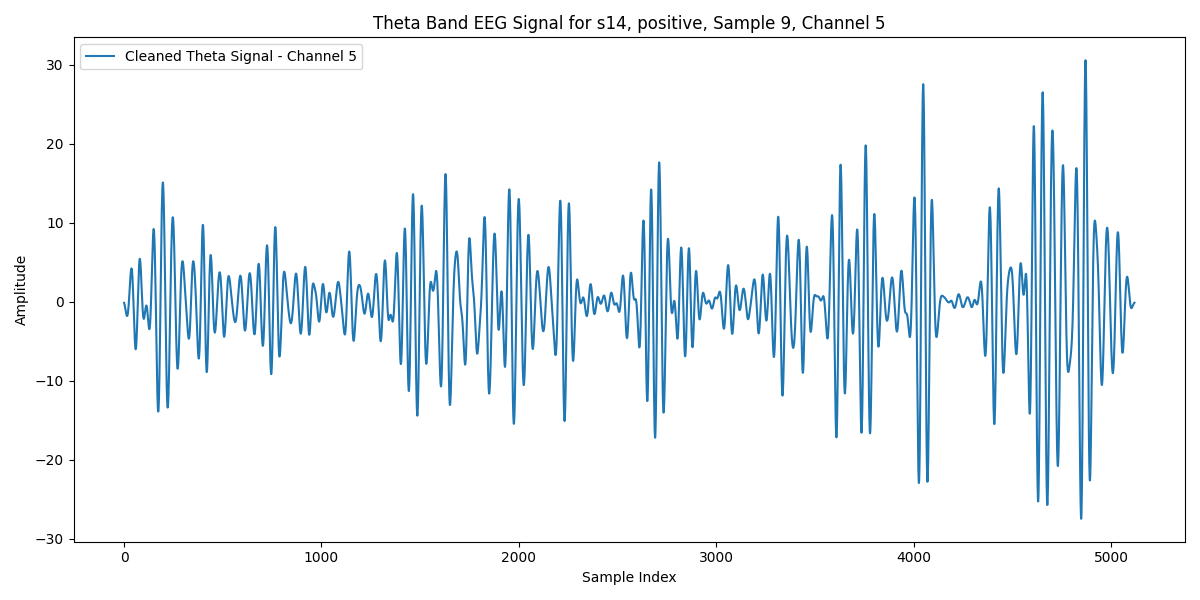 Theta Band EEG Signal for s14, positive, Sample 9, Channel 5
Cleaned Theta Signal - Channel 5
Amplitude
30
20
10
0
−10
−20
−30
0 1000 2000 3000 4000 5000
Sample Index